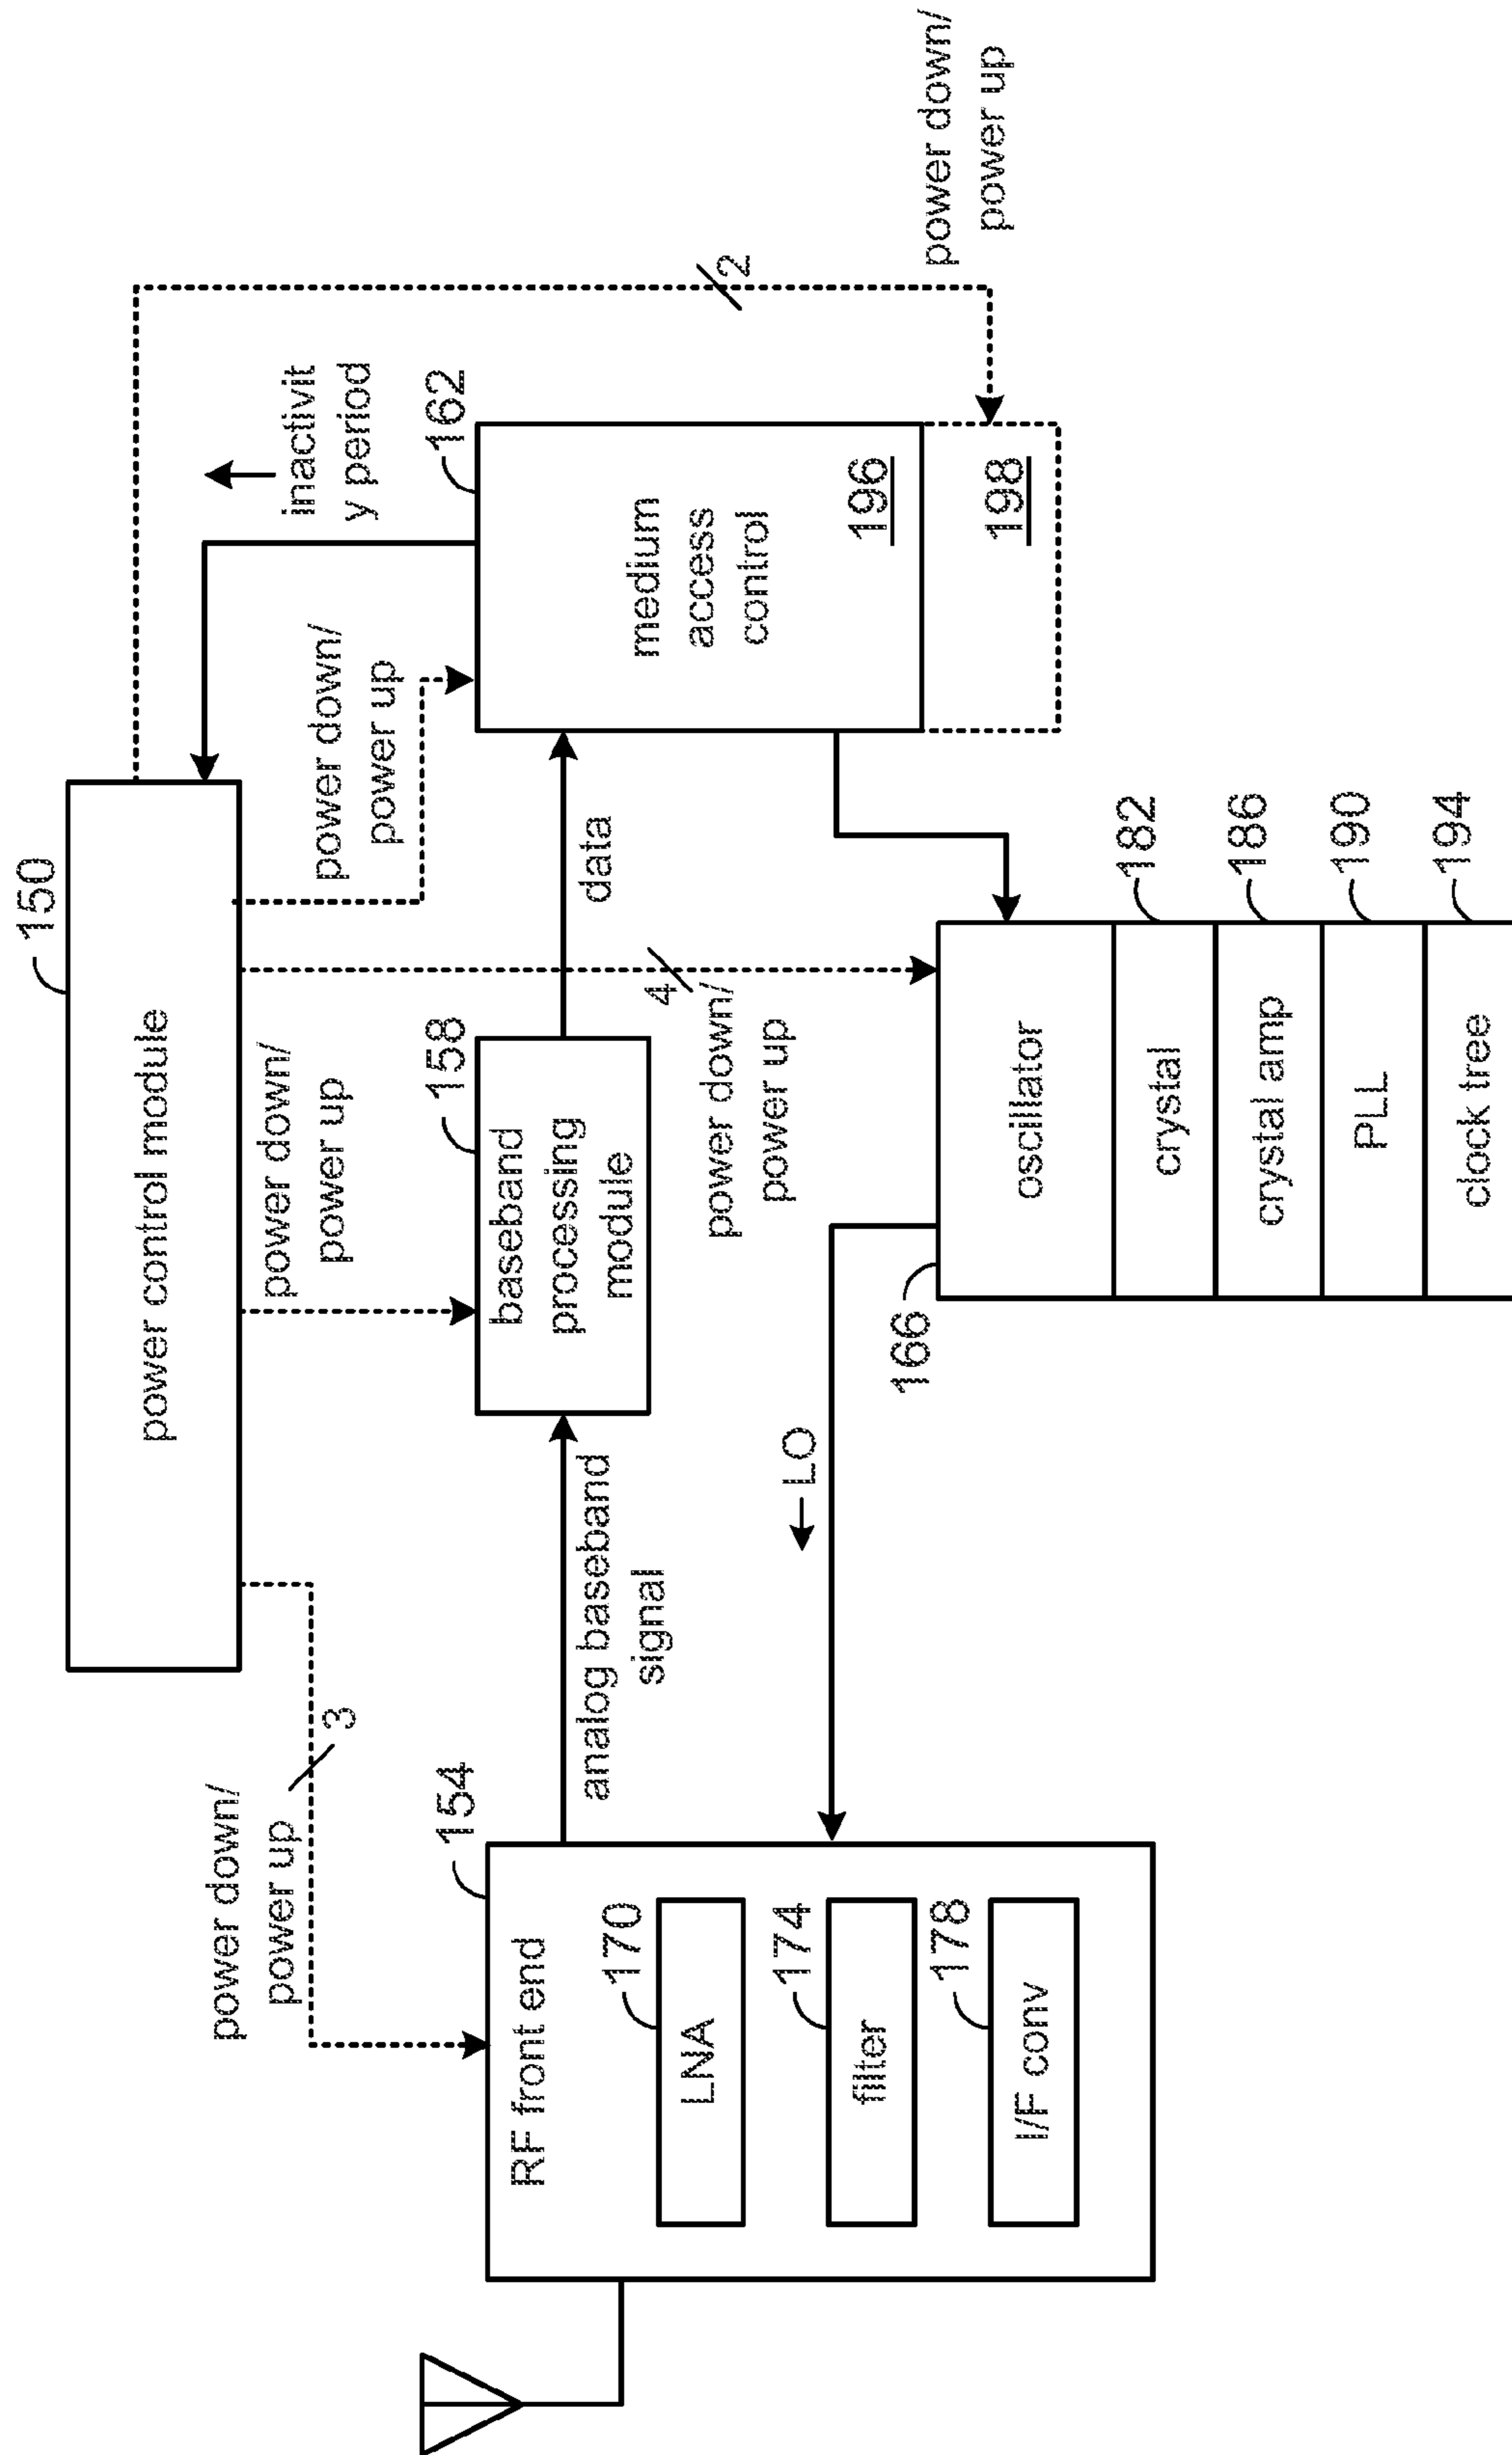 150
power control module
power down/
power up
3
power down/
power up
power down/
power up
inactivit
y period
2
power down/
power up
4
power down/
power up
154
RF front end
170
LNA
174
filter
178
I/F conv
analog baseband
signal
158
baseband
processing
module
data
162
medium
access
control
196
198
LO
166
oscillator
crystal
182
crystal amp
186
PLL
190
clock tree
194